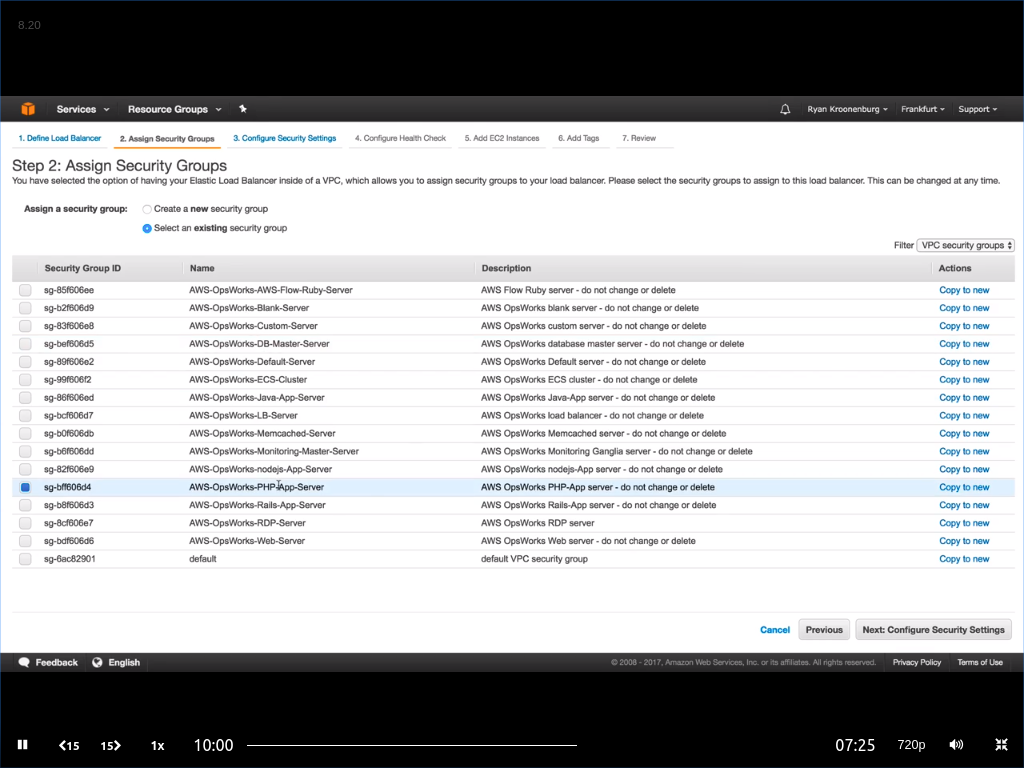 8.20
Services Resource Groups Ryan Kroonenburg Frankfurt Support
1. Define Load Balancer 2. Assign Security Groups 3. Configure Security Settings 4. Configure Health Check 5. Add EC2 Instances 6. Add Tags 7. Review
Step 2: Assign Security Groups
You have selected the option of having your Elastic Load Balancer inside of a VPC, which allows you to assign security groups to your load balancer. Please select the security groups to assign to this load balancer. This can be changed at any time.
Assign a security group: Create a new security group
Select an existing security group
Filter VPC security groups
Security Group ID Name Description Actions
sg-85f606ee AWS-OpsWorks-AWS-Flow-Ruby-Server AWS Flow Ruby server - do not change or delete Copy to new
sg-b2f606d9 AWS-OpsWorks-Blank-Server AWS OpsWorks blank server - do not change or delete Copy to new
sg-83f606e8 AWS-OpsWorks-Custom-Server AWS OpsWorks custom server - do not change or delete Copy to new
sg-bef606d5 AWS-OpsWorks-DB-Master-Server AWS OpsWorks database master server - do not change or delete Copy to new
sg-89f606e2 AWS-OpsWorks-Default-Server AWS OpsWorks Default server - do not change or delete Copy to new
sg-99f606f2 AWS-OpsWorks-ECS-Cluster AWS OpsWorks ECS cluster - do not change or delete Copy to new
sg-86f606ed AWS-OpsWorks-Java-App-Server AWS OpsWorks Java-App server - do not change or delete Copy to new
sg-bcf606d7 AWS-OpsWorks-LB-Server AWS OpsWorks load balancer - do not change or delete Copy to new
sg-b0f606db AWS-OpsWorks-Memcached-Server AWS OpsWorks Memcached server - do not change or delete Copy to new
sg-b6f606dd AWS-OpsWorks-Monitoring-Master-Server AWS OpsWorks Monitoring Ganglia server - do not change or delete Copy to new
sg-82f606e9 AWS-OpsWorks-nodejs-App-Server AWS OpsWorks nodejs-App server - do not change or delete Copy to new
sg-bff606d4 AWS-OpsWorks-PHP-App-Server AWS OpsWorks PHP-App server - do not change or delete Copy to new
sg-b8f606d3 AWS-OpsWorks-Rails-App-Server AWS OpsWorks Rails-App server - do not change or delete Copy to new
sg-8cf606e7 AWS-OpsWorks-RDP-Server AWS OpsWorks RDP server Copy to new
sg-bdf606d6 AWS-OpsWorks-Web-Server AWS OpsWorks Web server - do not change or delete Copy to new
sg-6ac82901 default default VPC security group Copy to new
Cancel Previous Next: Configure Security Settings
Feedback English © 2008 - 2017, Amazon Web Services, Inc. or its affiliates. All rights reserved. Privacy Policy Terms of Use
15 15 1x 10:00 07:25 720p